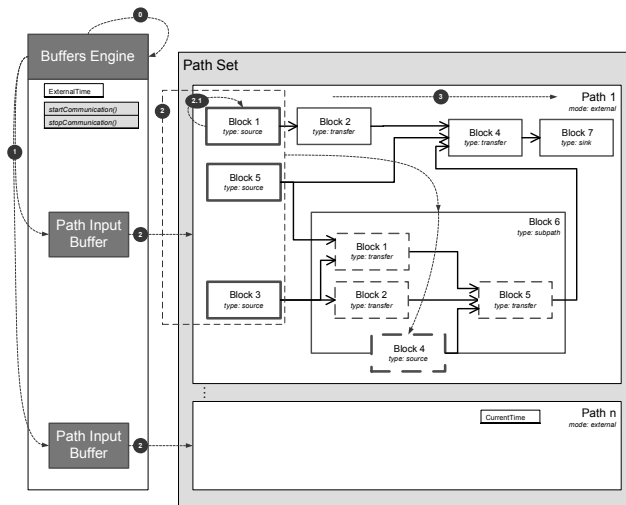 0
Buffers Engine
ExternalTime
startCommunication()
stopCommunication()
1
Path Input
Buffer
2
Path Input
Buffer
2
Path Set
Path 1
mode: external
2
2.1
3
Block 1
type: source
Block 2
type: transfer
Block 4
type: transfer
Block 7
type: sink
Block 5
type: source
Block 6
type: subpath
Block 1
type: transfer
Block 3
type: source
Block 2
type: transfer
Block 5
type: transfer
Block 4
type: source
CurrentTime
Path n
mode: external